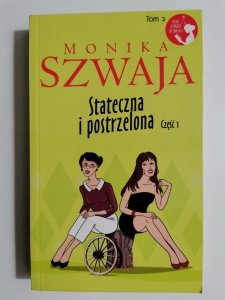 Tom 2
MONIKA
SZWAJA
Stateczna
i postrzelona Część 1